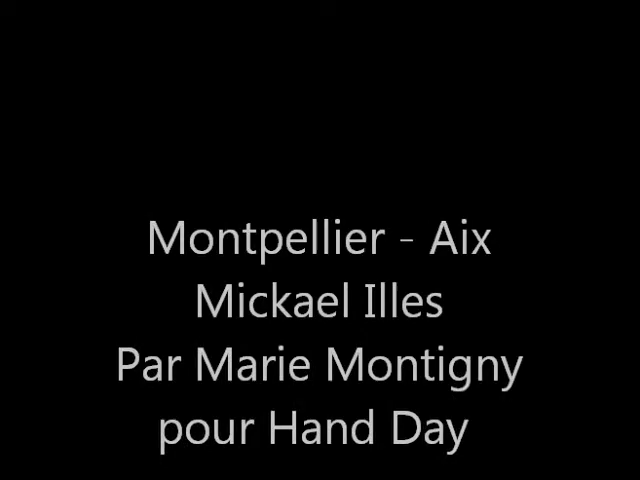 Montpellier - Aix
Mickael Illes
Par Marie Montigny
pour Hand Day